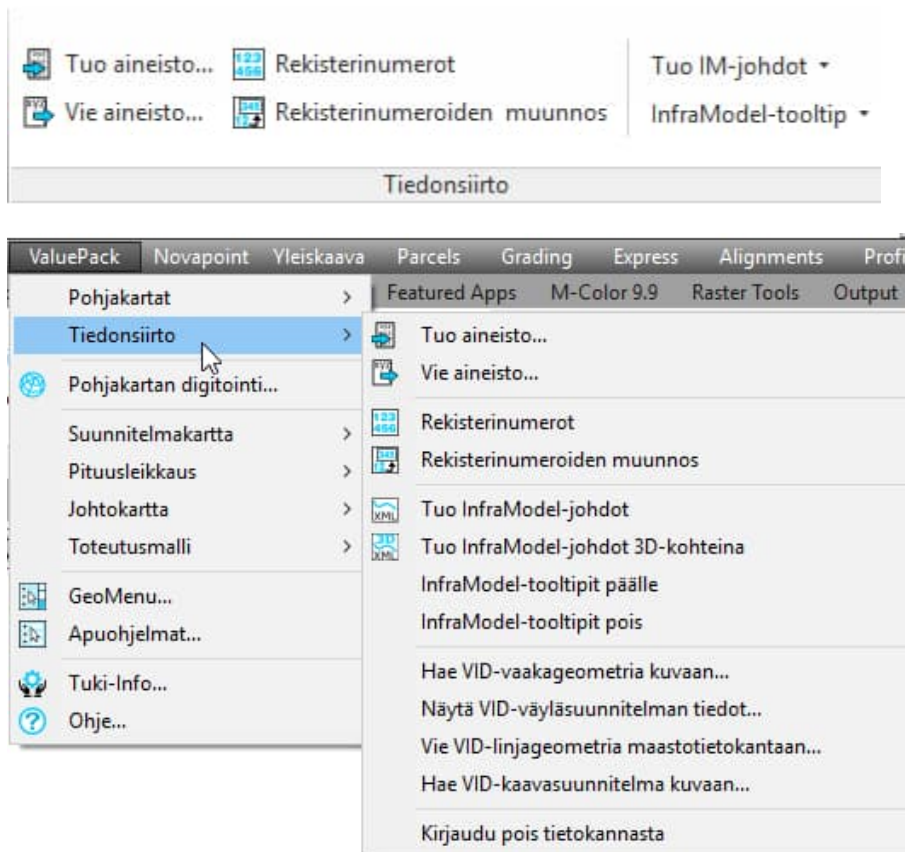 Tuo aineisto... Rekisterinumerot Tuo IM-johdot
Vie aineisto... Rekisterinumeroiden muunnos InfraModel-tooltip
Tiedonsiirto
ValuePack Novapoint Yleiskaava Parcels Grading Express Alignments Profi
Featured Apps M-Color 9.9 Raster Tools Output
Pohjakartat
Tiedonsiirto
Pohjakartan digitointi...
Suunnitelmakartta
Pituusleikkaus
Johtokartta
Toteutusmalli
GeoMenu...
Apuohjelmat...
Tuki-Info...
Ohje...
Tuo aineisto...
Vie aineisto...
Rekisterinumerot
Rekisterinumeroiden muunnos
Tuo InfraModel-johdot
Tuo InfraModel-johdot 3D-kohteina
InfraModel-tooltipit päälle
InfraModel-tooltipit pois
Hae VID-vaakageometria kuvaan...
Näytä VID-väyläsuunnitelman tiedot...
Vie VID-linjageometria maastotietokantaan...
Hae VID-kaavasuunnitelma kuvaan...
Kirjaudu pois tietokannasta